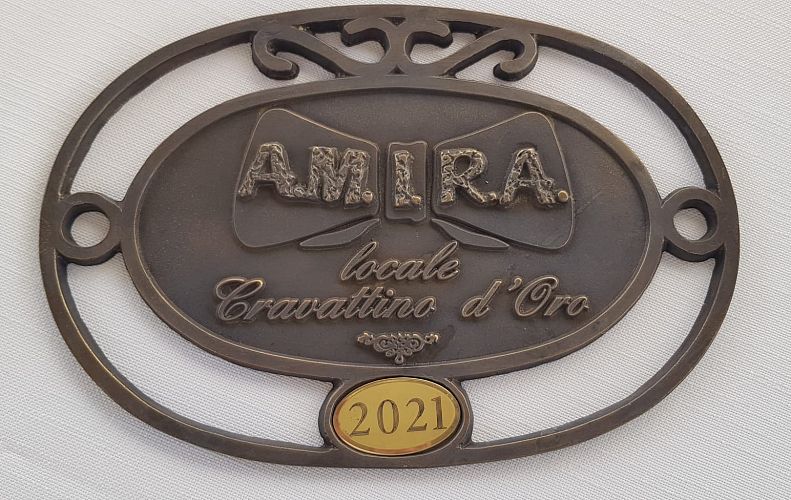 A.M.I.R.A.
locale
Cravattino d'Oro
2021